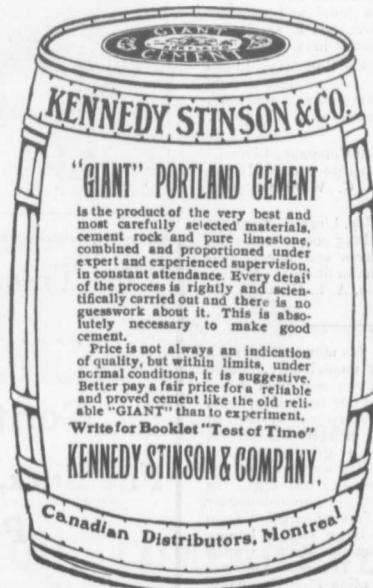 GIANT
CEMENT
KENNEDY STINSON & CO.
"GIANT" PORTLAND CEMENT
is the product of the very best and
most carefully selected materials,
cement rock and pure limestone,
combined and proportioned under
expert and experienced supervision,
in constant attendance. Every detail
of the process is rightly and scien-
tifically carried out and there is no
guesswork about it. This is abso-
lutely necessary to make good
cement.
Price is not always an indication
of quality, but within limits, under
normal conditions, it is suggestive.
Better pay a fair price for a reliable
and proved cement like the old reli-
able "GIANT" than to experiment.
Write for Booklet "Test of Time"
KENNEDY STINSON & COMPANY,
Canadian Distributors, Montreal